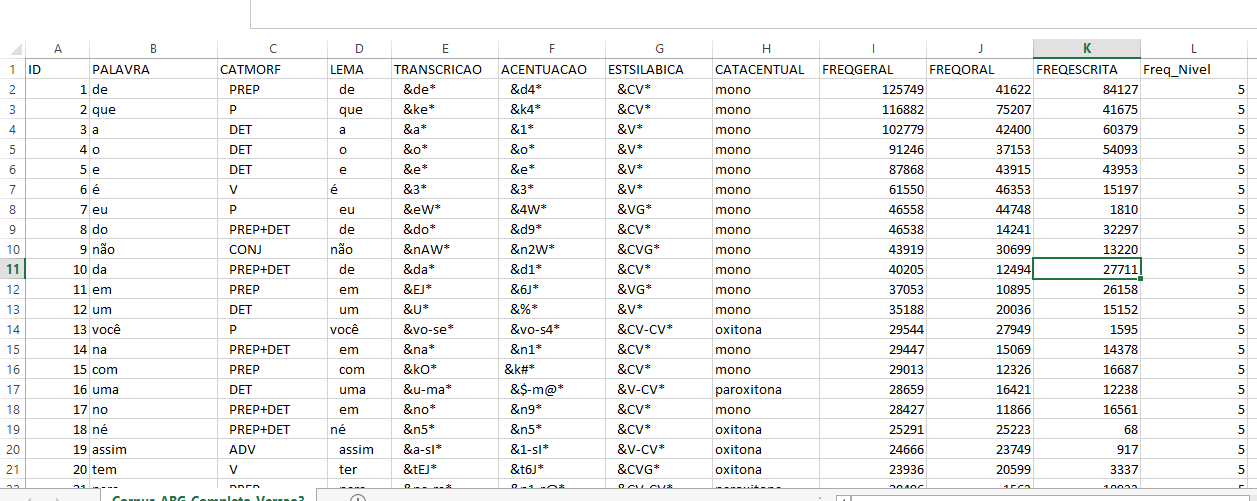 A B C D E F G H I J K L
1 ID PALAVRA CATMORF LEMA TRANSCRICAO ACENTUACAO ESTSILABICA CATACENTUAL FREQGERAL FREQORAL FREQESCRITA Freq_Nivel
2 1 de PREP de &de* &d4* &CV* mono 125749 41622 84127 5
3 2 que P que &ke* &k4* &CV* mono 116882 75207 41675 5
4 3 a DET a &a* &1* &V* mono 102779 42400 60379 5
5 4 o DET o &o* &o* &V* mono 91246 37153 54093 5
6 5 e DET e &e* &e* &V* mono 87868 43915 43953 5
7 6 é V é &3* &3* &V* mono 61550 46353 15197 5
8 7 eu P eu &eW* &4W* &VG* mono 46558 44748 1810 5
9 8 do PREP+DET de &do* &d9* &CV* mono 46538 14241 32297 5
10 9 não CONJ não &nAW* &n2W* &CVG* mono 43919 30699 13220 5
11 10 da PREP+DET de &da* &d1* &CV* mono 40205 12494 27711 5
12 11 em PREP em &EJ* &6J* &VG* mono 37053 10895 26158 5
13 12 um DET um &U* &%* &V* mono 35188 20036 15152 5
14 13 você P você &vo-se* &vo-s4* &CV-CV* oxitona 29544 27949 1595 5
15 14 na PREP+DET em &na* &n1* &CV* mono 29447 15069 14378 5
16 15 com PREP com &kO* &k#* &CV* mono 29013 12326 16687 5
17 16 uma DET uma &u-ma* &$-m@* &V-CV* paroxitona 28659 16421 12238 5
18 17 no PREP+DET em &no* &n9* &CV* mono 28427 11866 16561 5
19 18 né PREP+DET né &n5* &n5* &CV* oxitona 25291 25223 68 5
20 19 assim ADV assim &a-sI* &1-sI* &V-CV* oxitona 24666 23749 917 5
21 20 tem V ter &tEJ* &t6J* &CVG* mono 23936 20599 3337 5